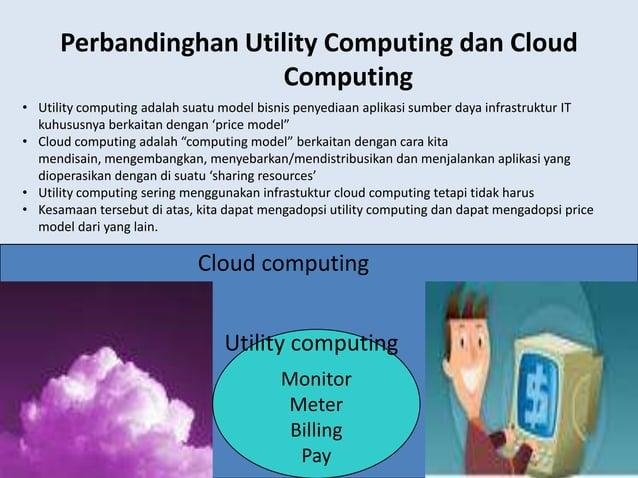 Perbandinghan Utility Computing dan Cloud
Computing
• Utility computing adalah suatu model bisnis penyediaan aplikasi sumber daya infrastruktur IT
kuhususnya berkaitan dengan ‘price model”
• Cloud computing adalah “computing model” berkaitan dengan cara kita
mendisain, mengembangkan, menyebarkan/mendistribusikan dan menjalankan aplikasi yang
dioperasikan dengan di suatu ‘sharing resources’
• Utility computing sering menggunakan infrastuktur cloud computing tetapi tidak harus
• Kesamaan tersebut di atas, kita dapat mengadopsi utility computing dan dapat mengadopsi price
model dari yang lain.
Cloud computing
Utility computing
Monitor
Meter
Billing
Pay
$